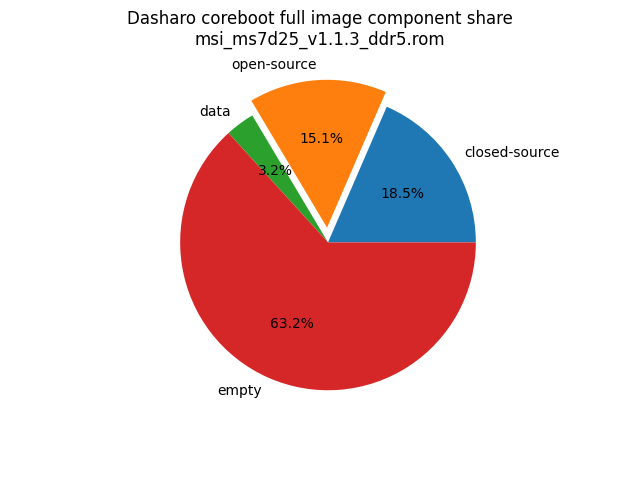 Dasharo coreboot full image component share
msi_ms7d25_v1.1.3_ddr5.rom
open-source
data
closed-source
15.1%
3.2%
18.5%
63.2%
empty